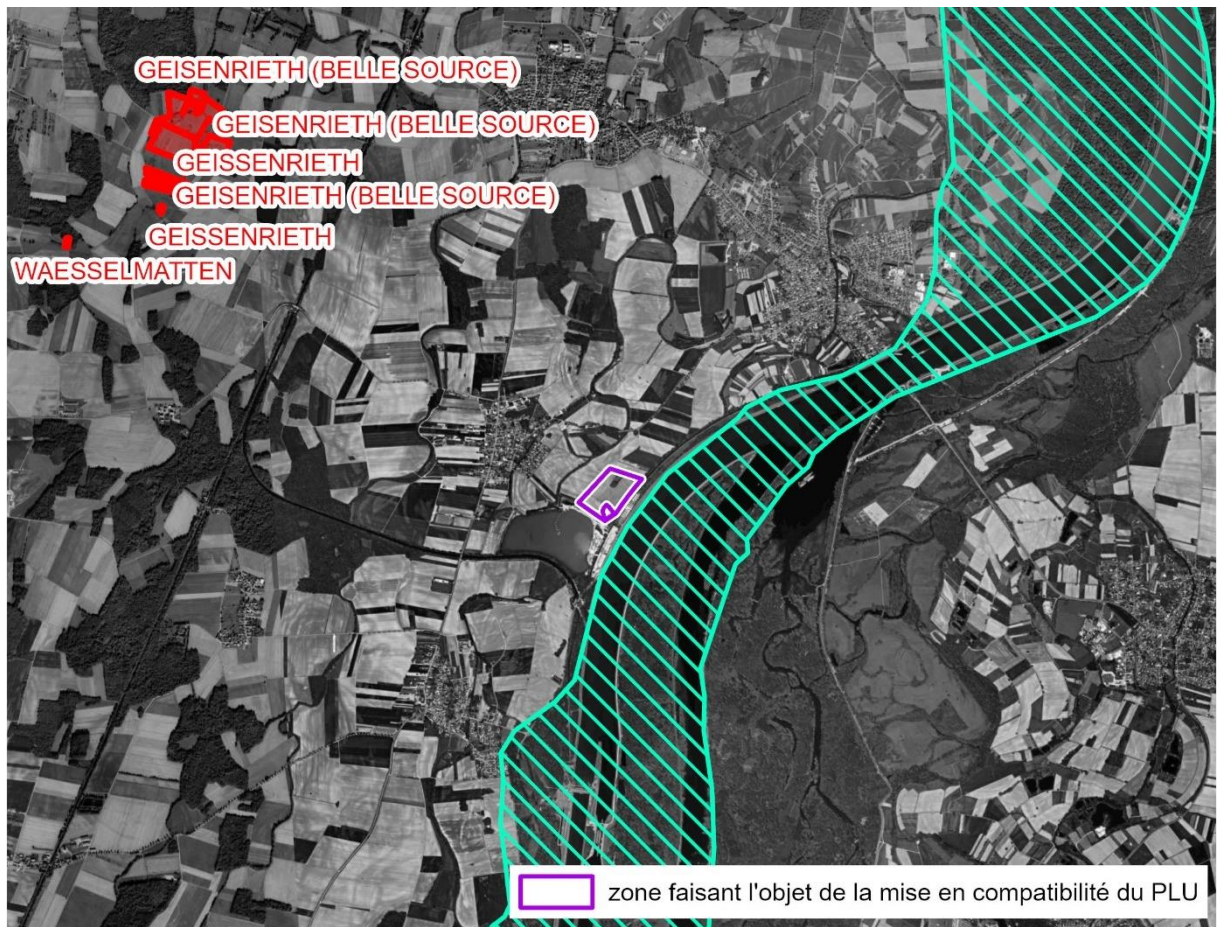 GEISENRIETH (BELLE SOURCE)
GEISENRIETH (BELLE SOURCE)
GEISSENRIETH
GEISENRIETH (BELLE SOURCE)
GEISSENRIETH
WAESSELMATTEN
zone faisant l'objet de la mise en compatibilité du PLU